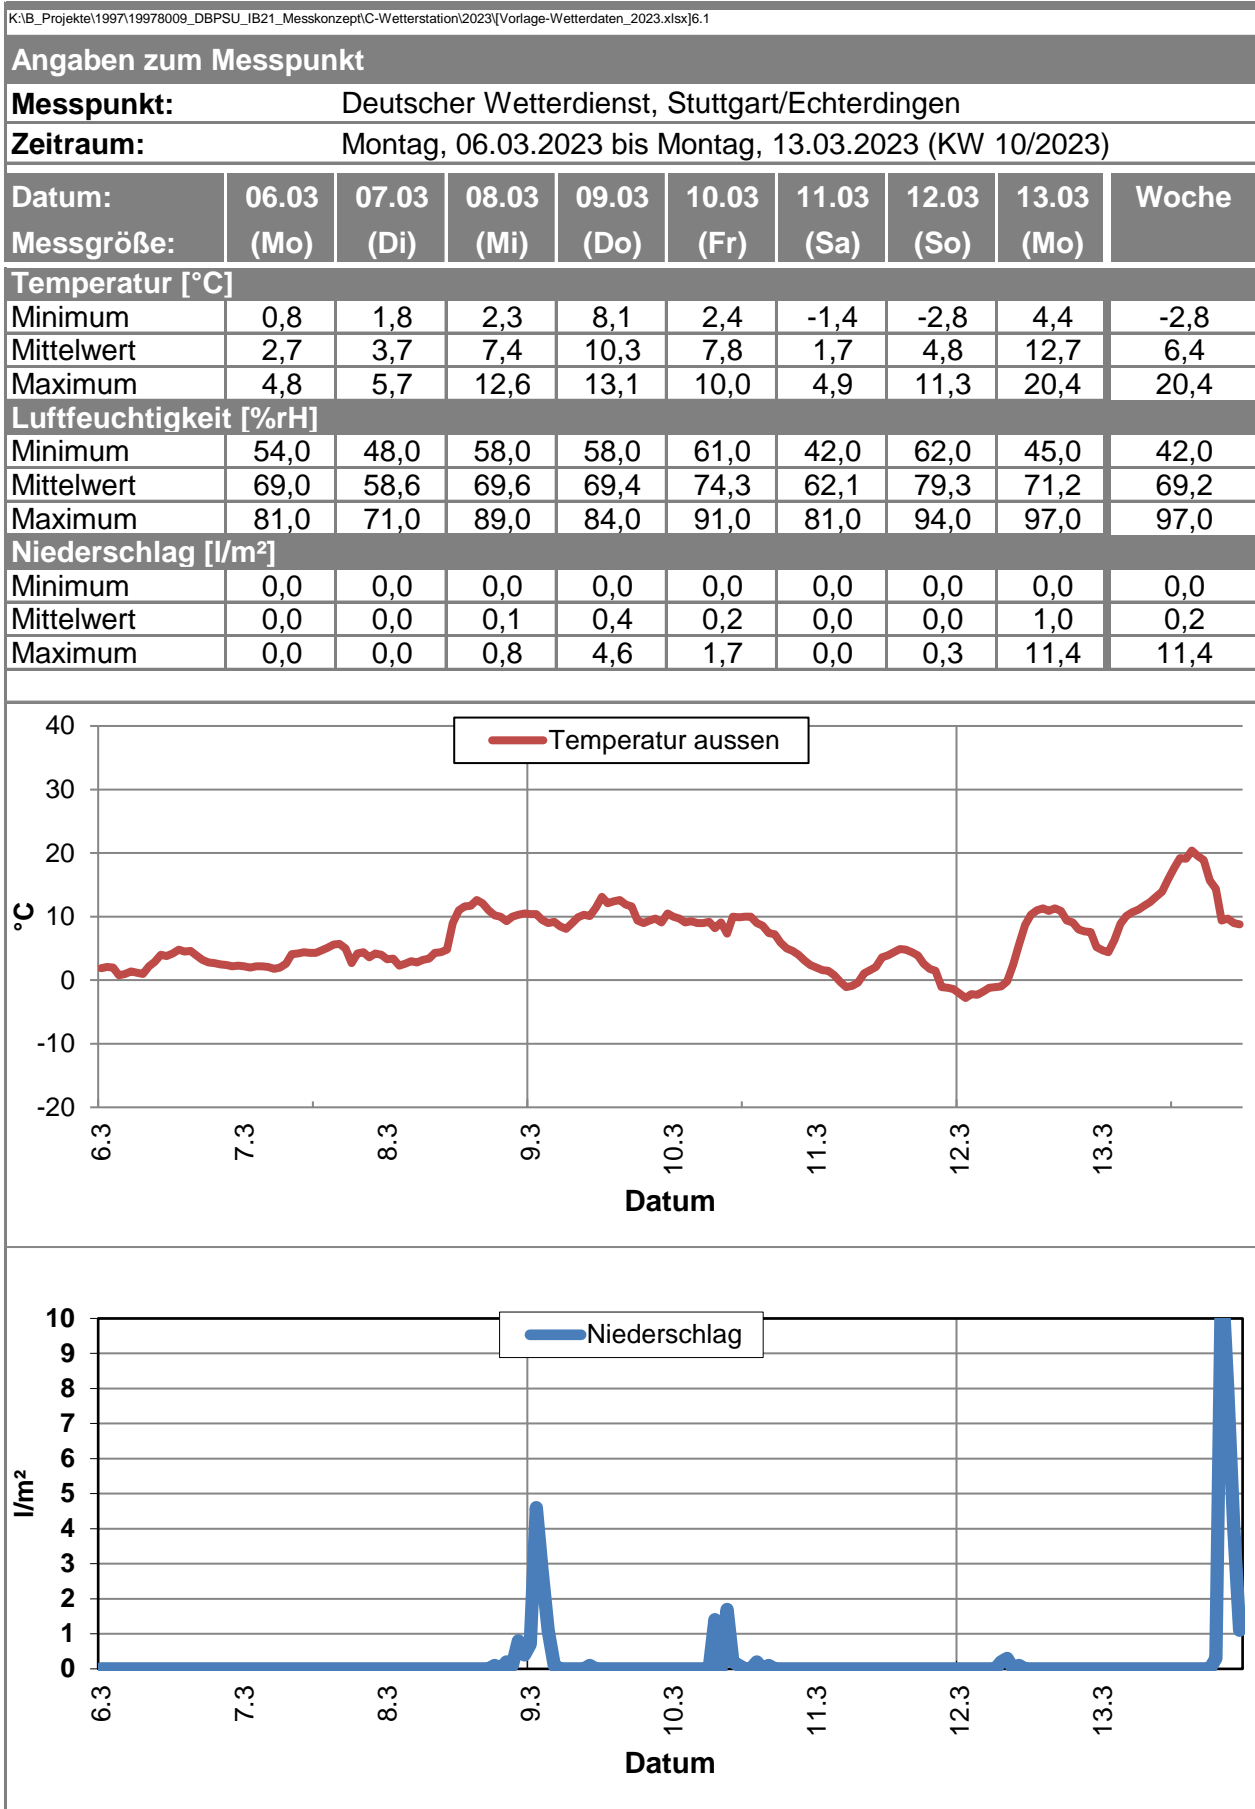 K:\B_Projekte\1997\19978009_DBPSU_IB21_Messkonzept\C-Wetterstation\2023\[Vorlage-Wetterdaten_2023.xlsx]6.1
Angaben zum Messpunkt
Messpunkt: Deutscher Wetterdienst, Stuttgart/Echterdingen
Zeitraum: Montag, 06.03.2023 bis Montag, 13.03.2023 (KW 10/2023)
Datum: 06.03 07.03 08.03 09.03 10.03 11.03 12.03 13.03 Woche
Messgröße: (Mo) (Di) (Mi) (Do) (Fr) (Sa) (So) (Mo)
Temperatur [°C]
Minimum 0,8 1,8 2,3 8,1 2,4 -1,4 -2,8 4,4 -2,8
Mittelwert 2,7 3,7 7,4 10,3 7,8 1,7 4,8 12,7 6,4
Maximum 4,8 5,7 12,6 13,1 10,0 4,9 11,3 20,4 20,4
Luftfeuchtigkeit [%rH]
Minimum 54,0 48,0 58,0 58,0 61,0 42,0 62,0 45,0 42,0
Mittelwert 69,0 58,6 69,6 69,4 74,3 62,1 79,3 71,2 69,2
Maximum 81,0 71,0 89,0 84,0 91,0 81,0 94,0 97,0 97,0
Niederschlag [l/m²]
Minimum 0,0 0,0 0,0 0,0 0,0 0,0 0,0 0,0 0,0
Mittelwert 0,0 0,0 0,1 0,4 0,2 0,0 0,0 1,0 0,2
Maximum 0,0 0,0 0,8 4,6 1,7 0,0 0,3 11,4 11,4
Temperatur aussen
40
30
20
10
0
-10
-20
°C
6.3 7.3 8.3 9.3 10.3 11.3 12.3 13.3
Datum
Niederschlag
10
9
8
7
6
5
4
3
2
1
0
l/m²
6.3 7.3 8.3 9.3 10.3 11.3 12.3 13.3
Datum